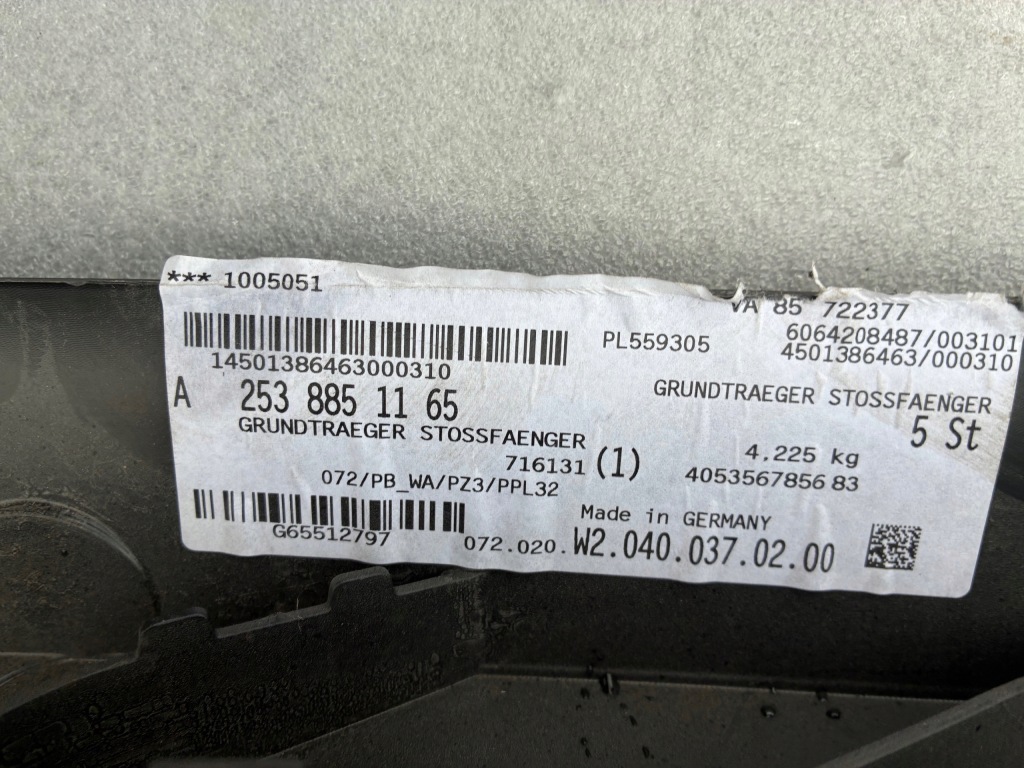 *** 1005051
VA 85 722377
PL559305
6064208487/003101
4501386463/000310
14501386463000310
A 253 885 11 65
GRUNDTRAEGER STOSSFAENGER
GRUNDTRAEGER STOSSFAENGER
5 St
716131 (1)
4.225 kg
4053567856 83
072/PB_WA/PZ3/PPL32
Made in GERMANY
G65512797
072.020.W2.040.037.02.00